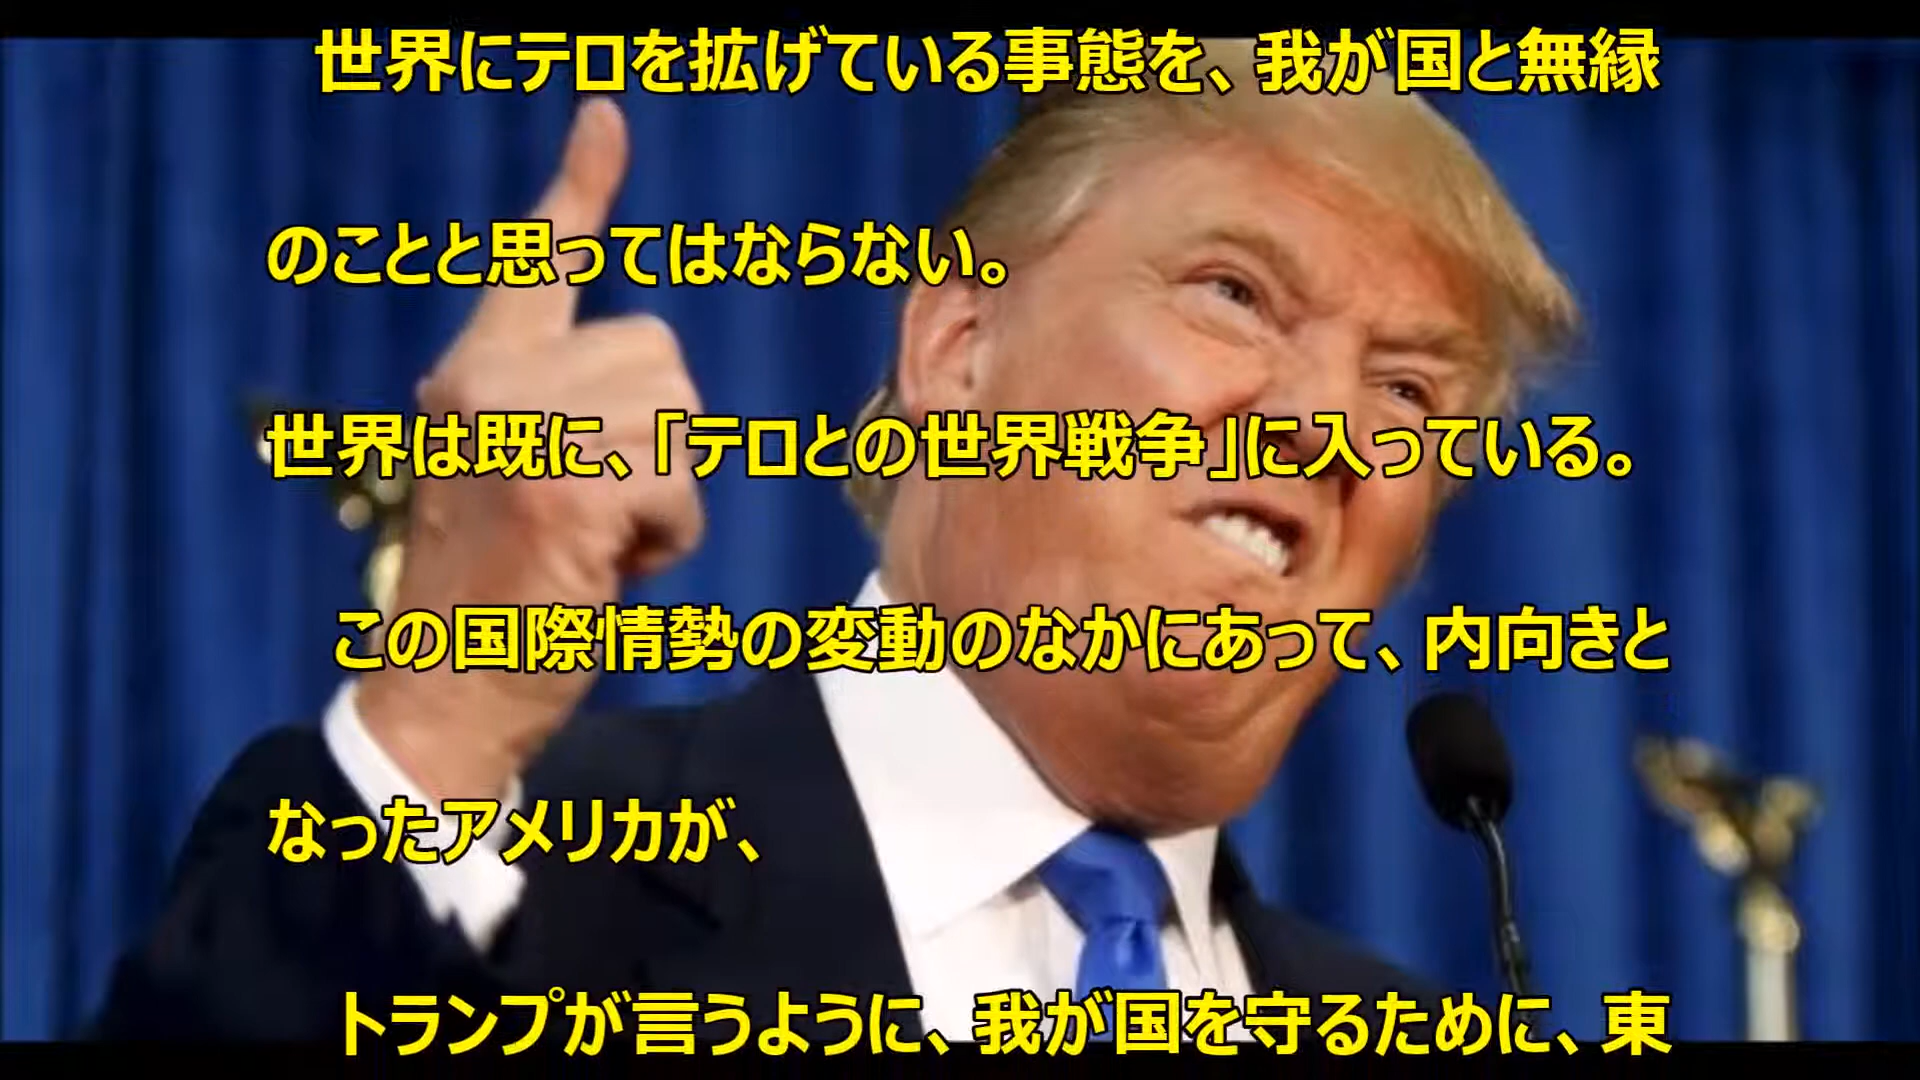 世界にテロを拡げている事態を、我が国と無縁
のことと思ってはならない。
世界は既に、「テロとの世界戦争」に入っている。
この国際情勢の変動のなかにあって、内向きと
なったアメリカが、
トランプが言うように、我が国を守るために、東